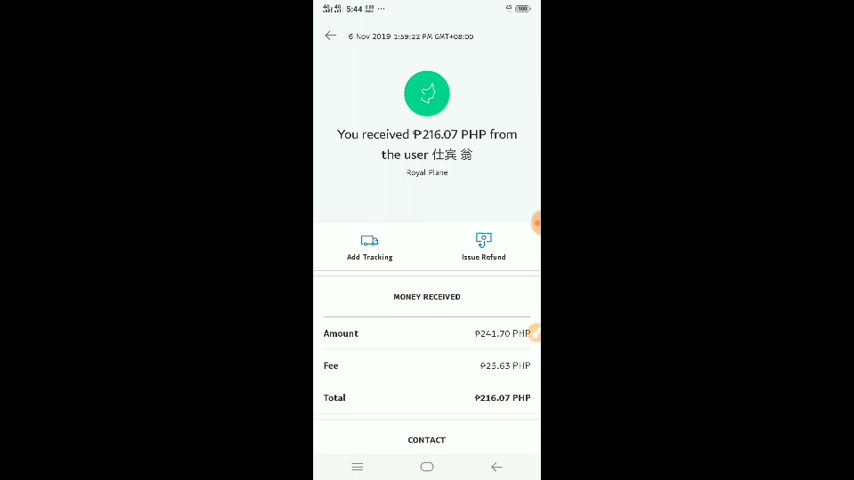 5:44
6 Nov 2019 1:59:22 PM GMT+08:00
You received ₱216.07 PHP from
the user 仕宾 翁
Royal Plane
Add Tracking
Issue Refund
MONEY RECEIVED
Amount ₱241.70 PHP
Fee ₱25.63 PHP
Total ₱216.07 PHP
CONTACT